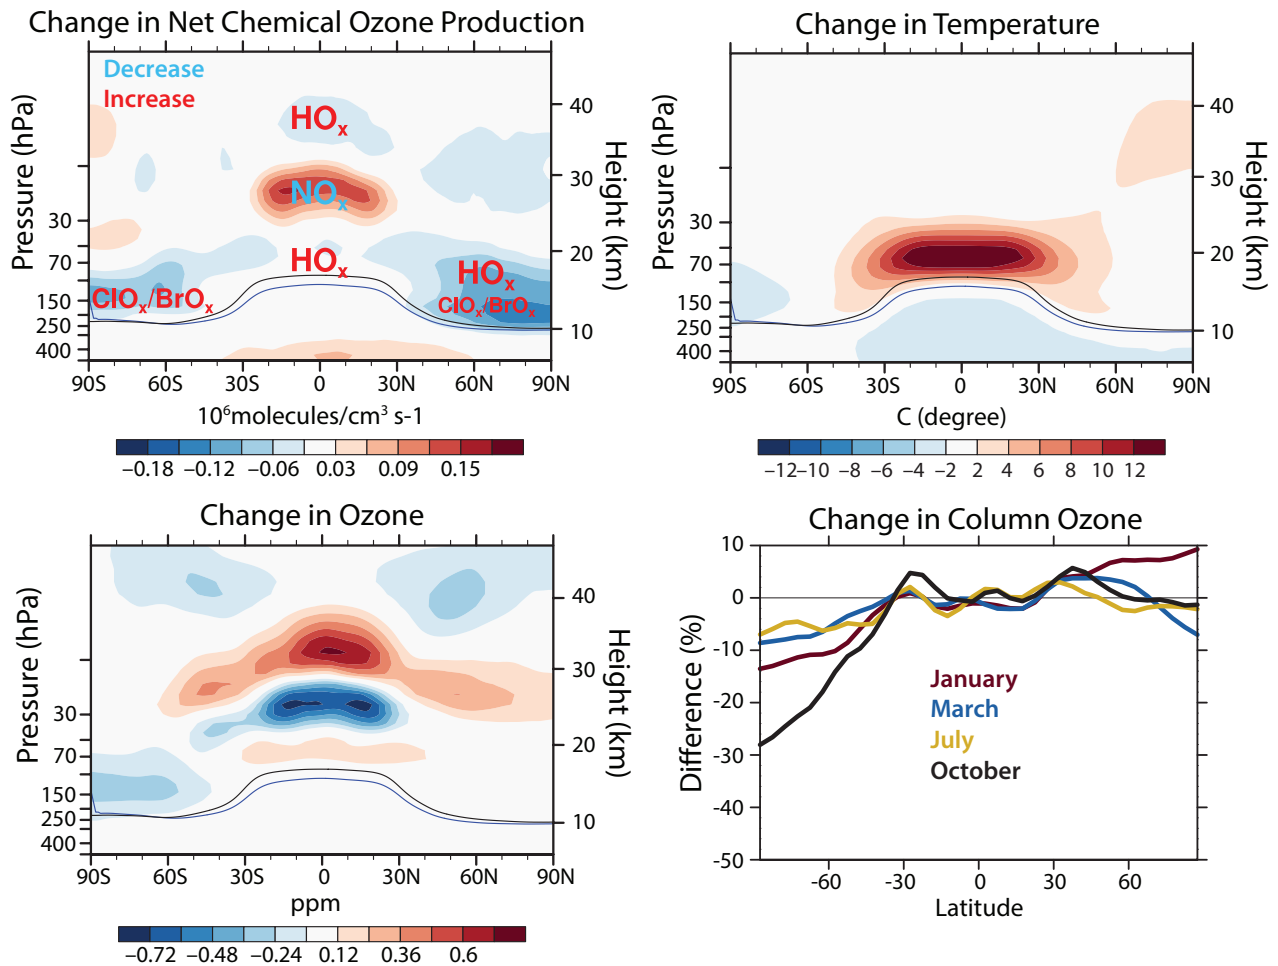 Change in Net Chemical Ozone Production
Decrease
Increase
HOx
NOx
HOx
HOx
ClOx/BrOx
ClOx/BrOx
Pressure (hPa)
30
70
150
250
400
Height (km)
40
30
20
10
90S 60S 30S 0 30N 60N 90N
10⁶molecules/cm³ s-1
−0.18 −0.12 −0.06 0.03 0.09 0.15
Change in Temperature
Pressure (hPa)
30
70
150
250
400
Height (km)
40
30
20
10
90S 60S 30S 0 30N 60N 90N
C (degree)
−12 −10 −8 −6 −4 −2 2 4 6 8 10 12
Change in Ozone
Pressure (hPa)
30
70
150
250
400
Height (km)
40
30
20
10
90S 60S 30S 0 30N 60N 90N
ppm
−0.72 −0.48 −0.24 0.12 0.36 0.6
Change in Column Ozone
Difference (%)
10
0
-10
-20
-30
-40
-50
January
March
July
October
-60 -30 0 30 60
Latitude